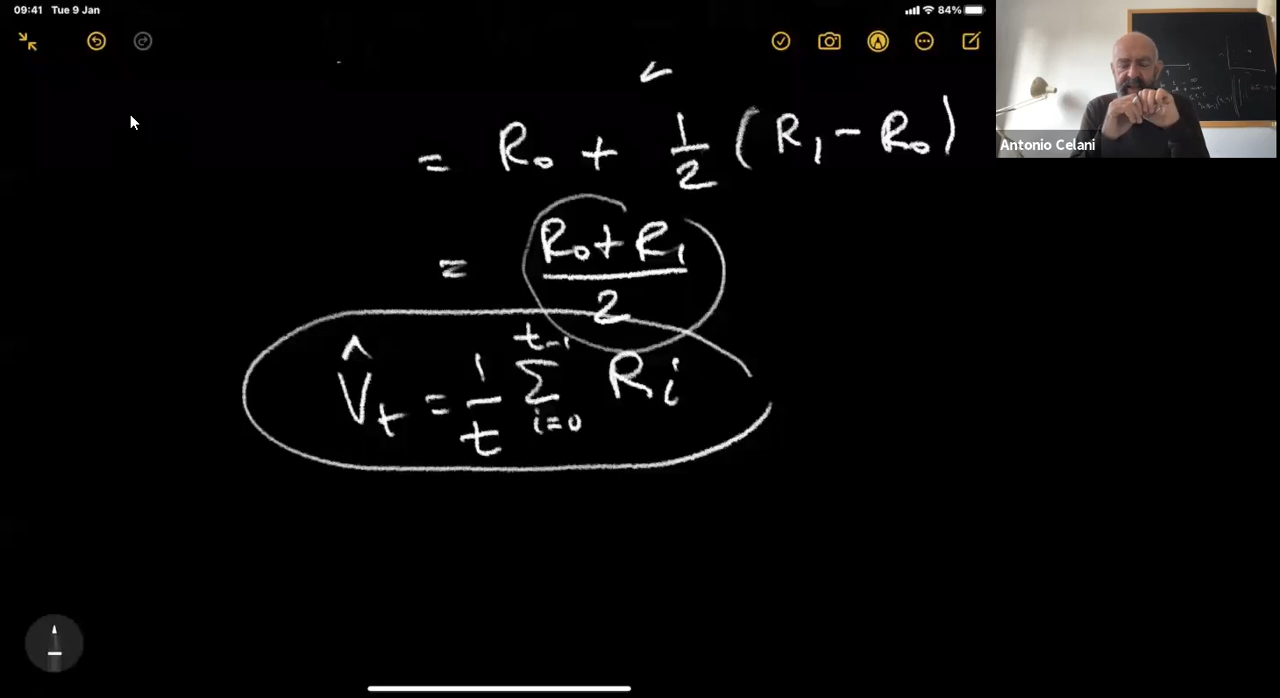 09:41 Tue 9 Jan
84%
= R₀ + 1/2 (R₁ - R₀)
= (R₀ + R₁)/2
V̂ₜ = 1/t ∑_{i=0}^{t-1} Rᵢ
Antonio Celani